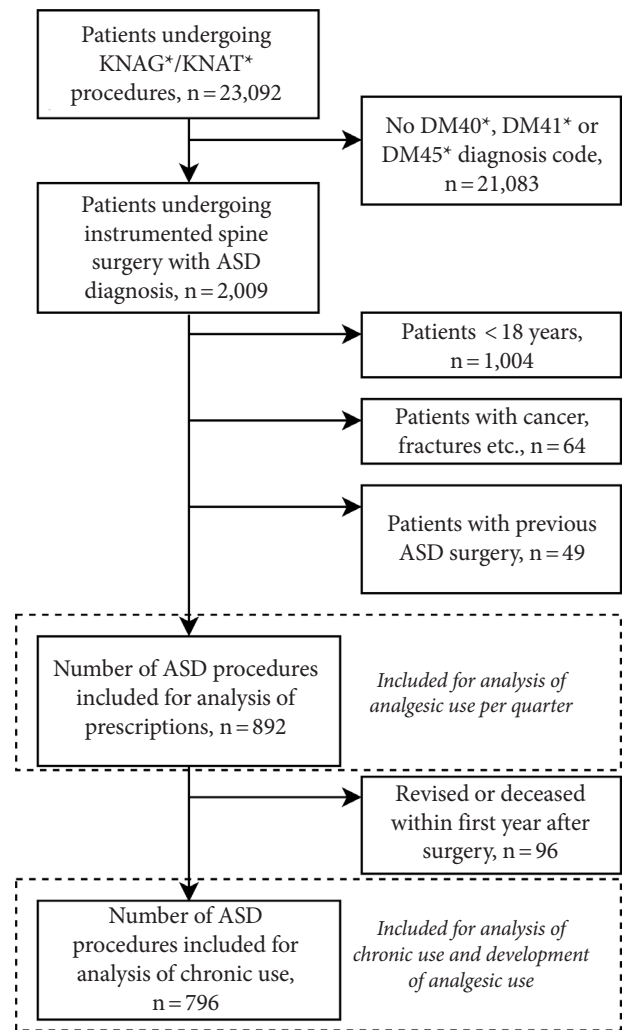 Patients undergoing
KNAG*/KNAT*
procedures, n = 23,092
No DM40*, DM41* or
DM45* diagnosis code,
n = 21,083
Patients undergoing
instrumented spine
surgery with ASD
diagnosis, n = 2,009
Patients < 18 years,
n = 1,004
Patients with cancer,
fractures etc., n = 64
Patients with previous
ASD surgery, n = 49
Number of ASD procedures
included for analysis of
prescriptions, n = 892
Included for analysis of
analgesic use per quarter
Revised or deceased
within first year after
surgery, n = 96
Number of ASD
procedures included for
analysis of chronic use,
n = 796
Included for analysis of
chronic use and development
of analgesic use